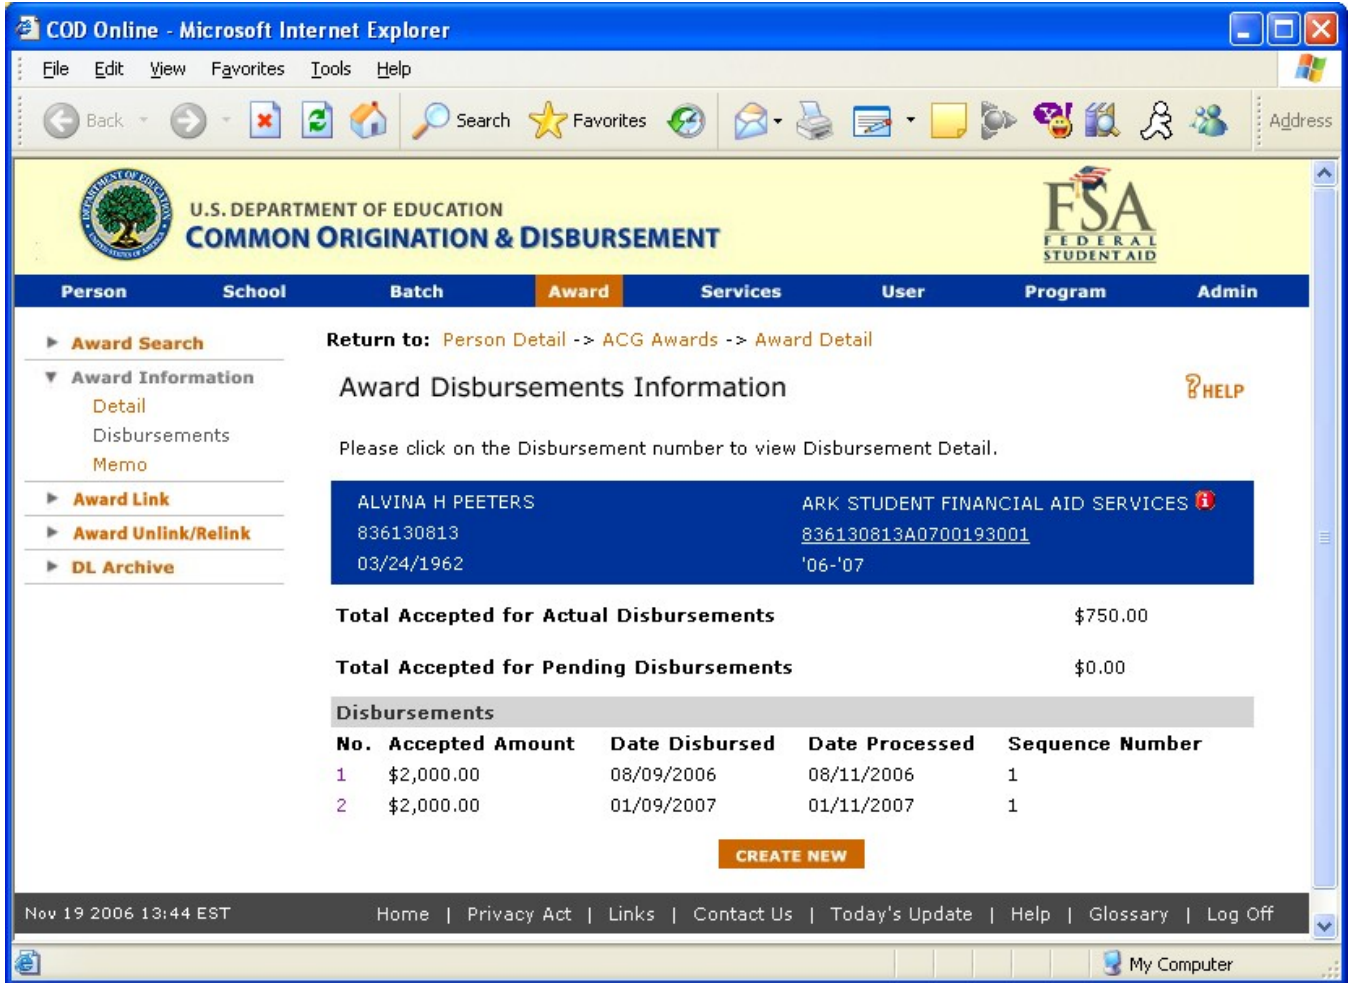 COD Online - Microsoft Internet Explorer
File Edit View Favorites Tools Help
Back Search Favorites Address
U.S. DEPARTMENT OF EDUCATION
COMMON ORIGINATION & DISBURSEMENT
FSA
FEDERAL
STUDENT AID
Person School Batch Award Services User Program Admin
Award Search
Award Information
Detail
Disbursements
Memo
Award Link
Award Unlink/Relink
DL Archive
Return to: Person Detail -> ACG Awards -> Award Detail
Award Disbursements Information
?HELP
Please click on the Disbursement number to view Disbursement Detail.
ALVINA H PEETERS ARK STUDENT FINANCIAL AID SERVICES
836130813 836130813A0700193001
03/24/1962 '06-'07
Total Accepted for Actual Disbursements $750.00
Total Accepted for Pending Disbursements $0.00
Disbursements
No. Accepted Amount Date Disbursed Date Processed Sequence Number
1 $2,000.00 08/09/2006 08/11/2006 1
2 $2,000.00 01/09/2007 01/11/2007 1
CREATE NEW
Nov 19 2006 13:44 EST Home | Privacy Act | Links | Contact Us | Today's Update | Help | Glossary | Log Off
My Computer